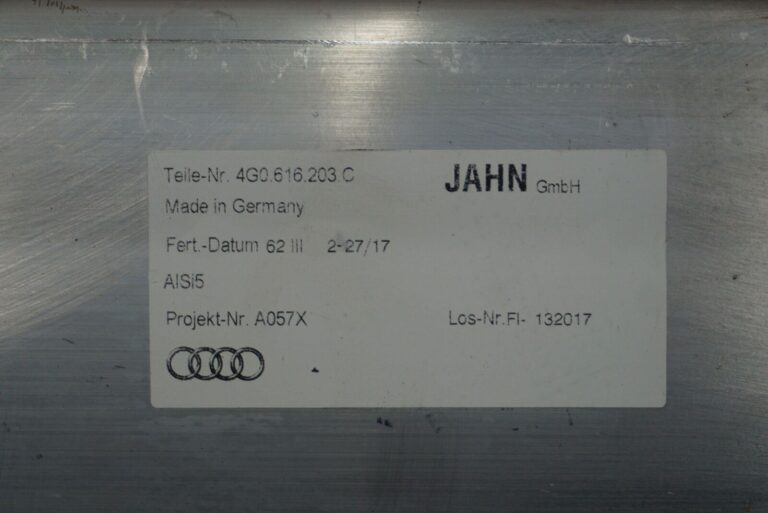 Teile-Nr. 4G0.616.203 C
JAHN GmbH
Made in Germany
Fert.-Datum 62 III 2-27/17
AlSi5
Projekt-Nr. A057X
Los-Nr.FI- 132017